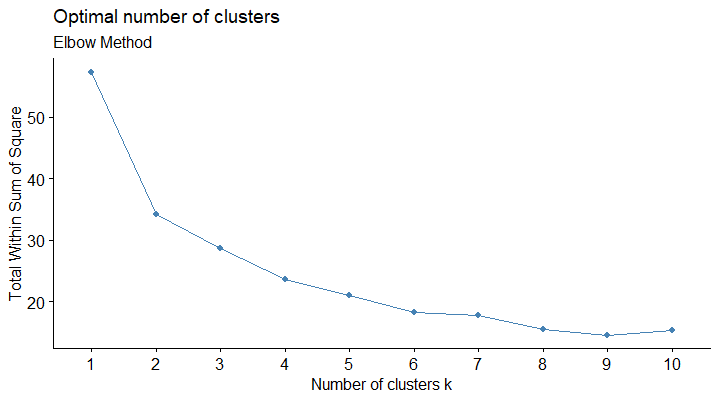 Optimal number of clusters
Elbow Method
Total Within Sum of Square
50
40
30
20
1 2 3 4 5 6 7 8 9 10
Number of clusters k